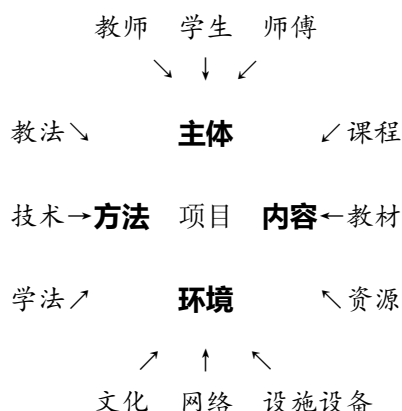 教师 学生 师傅
↘ ↓ ↙
教法↘ 主体 ↙课程
技术→方法 项目 内容←教材
学法↗ 环境 ↖资源
↗ ↑ ↖
文化 网络 设施设备